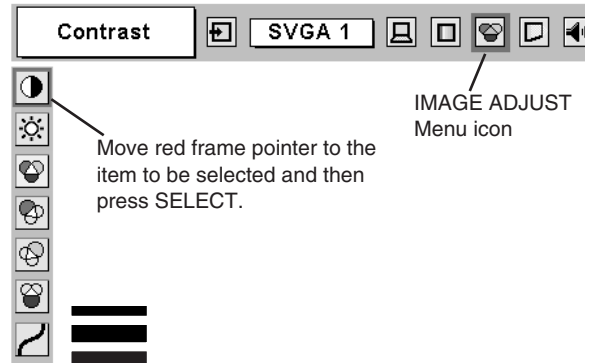 Contrast
SVGA 1
IMAGE ADJUST
Menu icon
Move red frame pointer to the
item to be selected and then
press SELECT.